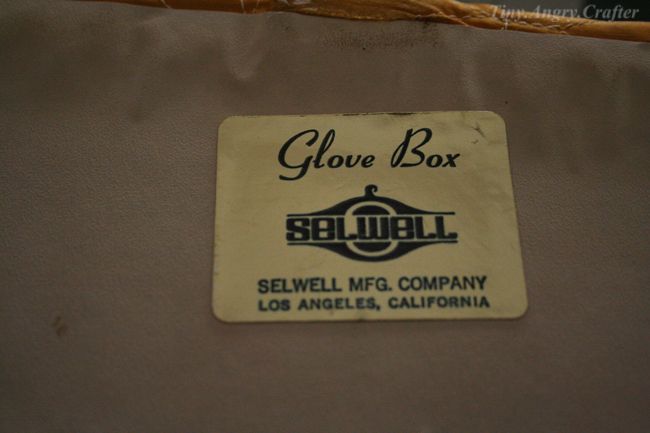 Tiny.Angry.Crafter
Glove Box
SELWELL
SELWELL MFG. COMPANY
LOS ANGELES, CALIFORNIA